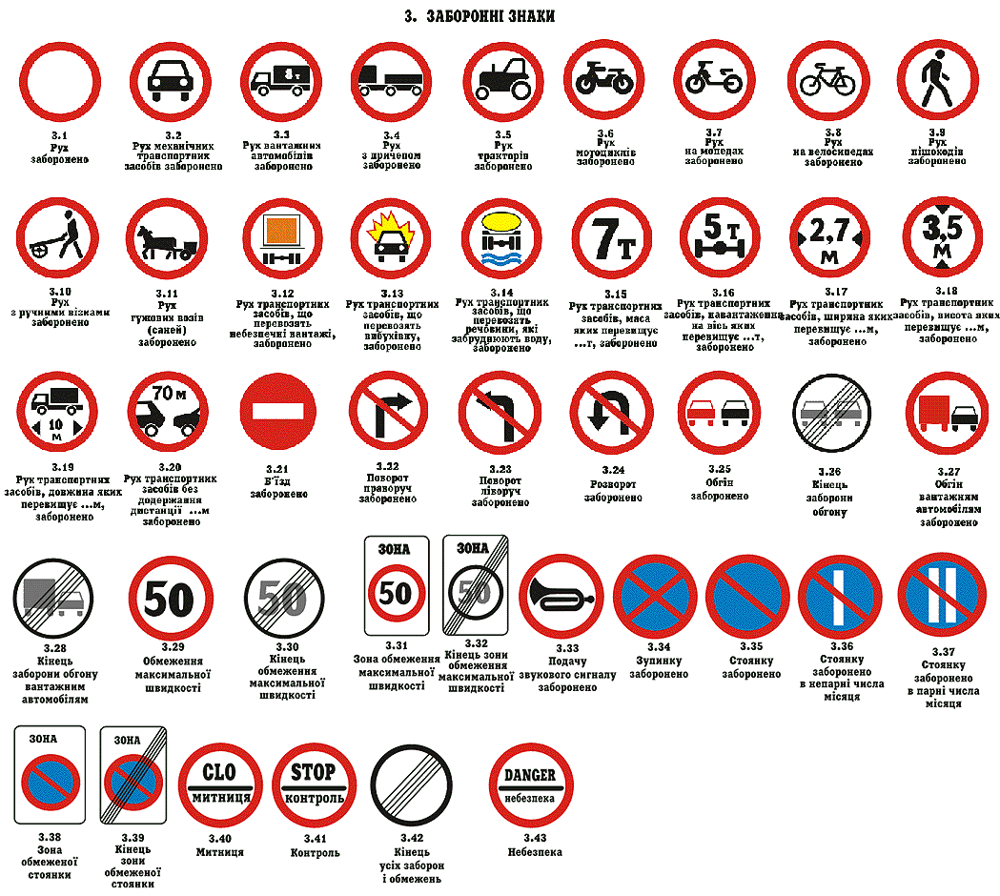 3. ЗАБОРОННІ ЗНАКИ
8 т
3.1
Рух
заборонено
3.2
Рух механічних
транспортних
засобів заборонено
3.3
Рух вантажних
автомобілів
заборонено
3.4
Рух
з причепом
заборонено
3.5
Рух
тракторів
заборонено
3.6
Рух
мотоциклів
заборонено
3.7
Рух
на мопедах
заборонено
3.8
Рух
на велосипедах
заборонено
3.9
Рух
пішоходів
заборонено
7т
5т
2,7
м
3,5
м
3.10
Рух
з ручними візками
заборонено
3.11
Рух
гужових возів
(саней)
заборонено
3.12
Рух транспортних
засобів, що
перевозять
небезпечні вантажі,
заборонено
3.13
Рух транспортних
засобів, що
перевозять
вибухівку,
заборонено
3.14
Рух транспортних
засобів, що
перевозять
речовини, які
забруднюють воду,
заборонено
3.15
Рух транспортних
засобів, маса
яких перевищує
...т, заборонено
3.16
Рух транспортних
засобів, навантаження
на вісь яких
перевищує ...т,
заборонено
3.17
Рух транспортних
засобів, ширина яких
перевищує ...м,
заборонено
3.18
Рух транспортних
засобів, висота яких
перевищує ...м,
заборонено
10
м
70 м
3.19
Рух транспортних
засобів, довжина яких
перевищує ...м,
заборонено
3.20
Рух транспортних
засобів без
додержання
дистанції ...м
заборонено
3.21
В'їзд
заборонено
3.22
Поворот
праворуч
заборонено
3.23
Поворот
ліворуч
заборонено
3.24
Розворот
заборонено
3.25
Обгін
заборонено
3.26
Кінець
заборони
обгону
3.27
Обгін
вантажним
автомобілям
заборонено
50
50
ЗОНА
50
ЗОНА
50
3.28
Кінець
заборони обгону
вантажним
автомобілям
3.29
Обмеження
максимальної
швидкості
3.30
Кінець
обмеження
максимальної
швидкості
3.31
Зона обмеження
максимальної
швидкості
3.32
Кінець зони
обмеження
максимальної
швидкості
3.33
Подачу
звукового сигналу
заборонено
3.34
Зупинку
заборонено
3.35
Стоянку
заборонено
3.36
Стоянку
заборонено
в непарні числа
місяця
3.37
Стоянку
заборонено
в парні числа
місяця
ЗОНА
ЗОНА
CLO
митниця
STOP
контроль
DANGER
небезпека
3.38
Зона
обмеженої
стоянки
3.39
Кінець
зони
обмеженої
стоянки
3.40
Митниця
3.41
Контроль
3.42
Кінець
усіх заборон
і обмежень
3.43
Небезпека